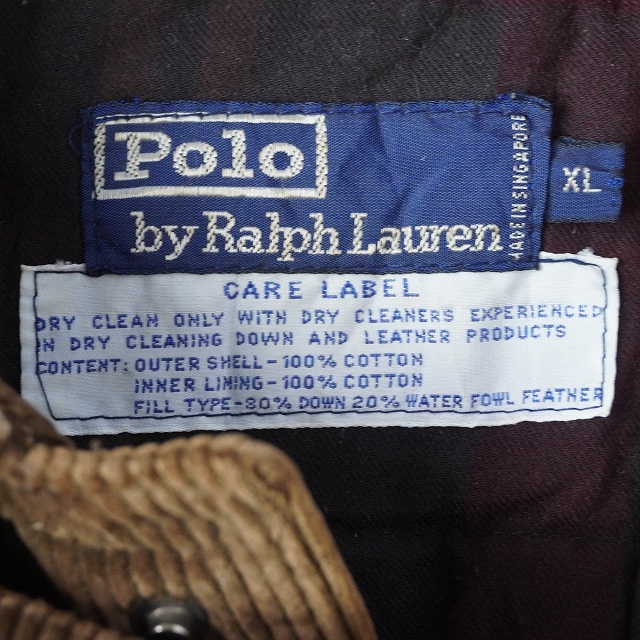 Polo
by Ralph Lauren
MADE IN SINGAPORE
XL
CARE LABEL
DRY CLEAN ONLY WITH DRY CLEANERS EXPERIENCED
IN DRY CLEANING DOWN AND LEATHER PRODUCTS
CONTENT: OUTER SHELL-100% COTTON
INNER LINING-100% COTTON
FILL TYPE-80% DOWN 20% WATER FOWL FEATHER